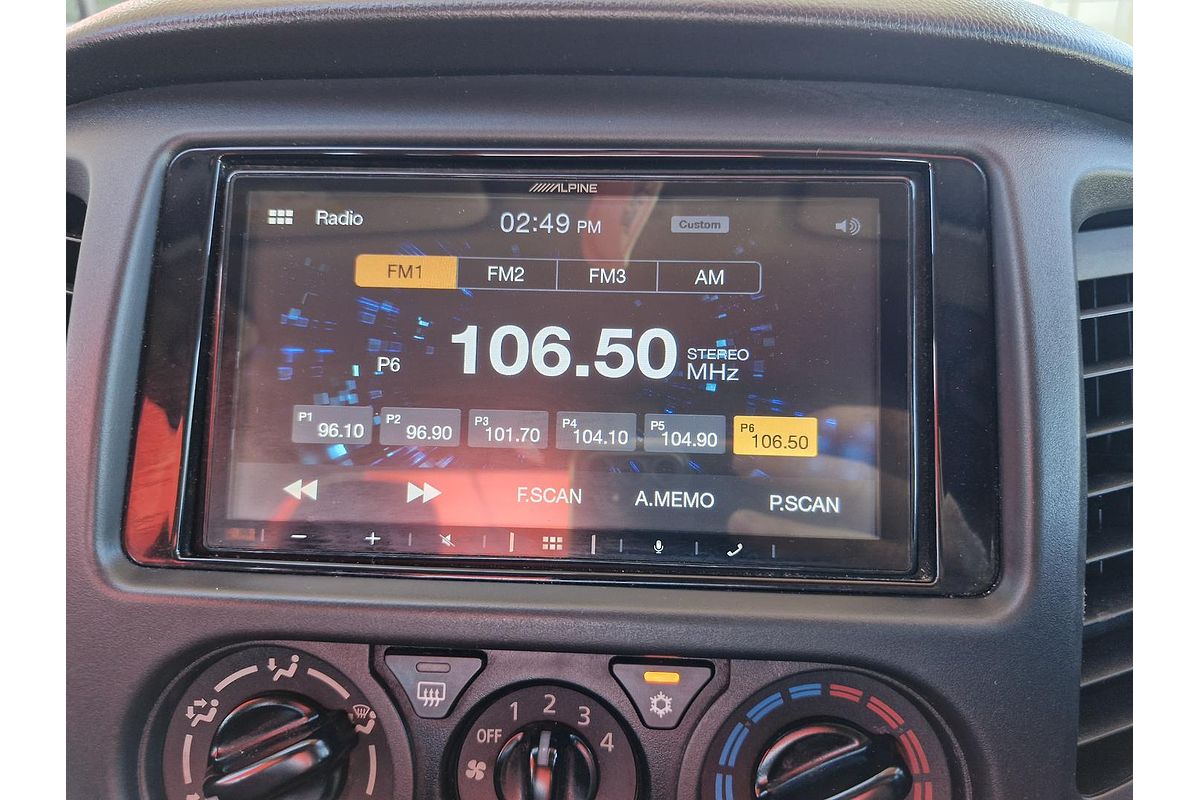 ALPINE
Radio 02:49 PM Custom
FM1 FM2 FM3 AM
P6 106.50 STEREO
MHz
P1 96.10 P2 96.90 P3 101.70 P4 104.10 P5 104.90 P6 106.50
F.SCAN A.MEMO P.SCAN
OFF 1 2 3 4